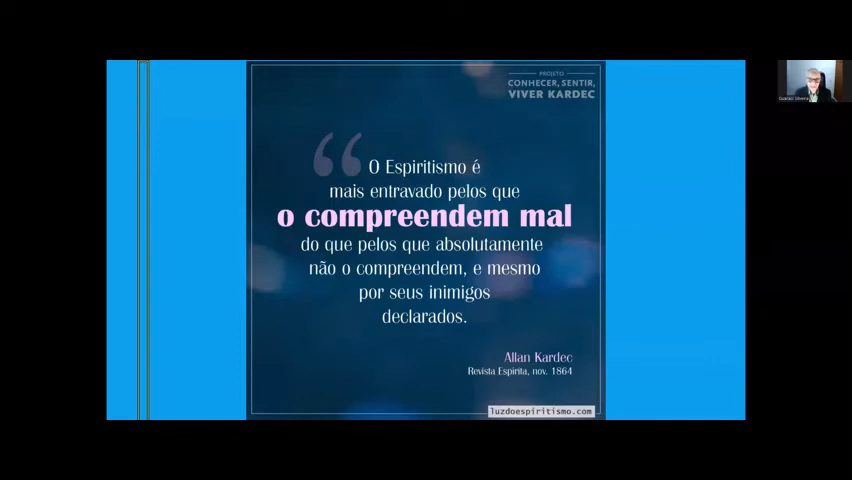 PROJETO
CONHECER, SENTIR,
VIVER KARDEC
“
O Espiritismo é
mais entravado pelos que
o compreendem mal
do que pelos que absolutamente
não o compreendem, e mesmo
por seus inimigos
declarados.
Allan Kardec
Revista Espírita, nov. 1864
luzdoespiritismo.com